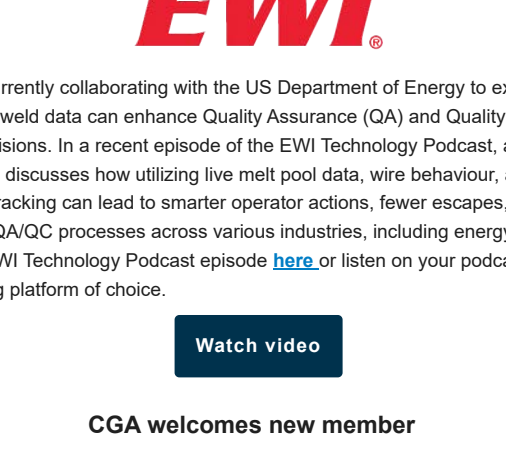 EWI®
rrently collaborating with the US Department of Energy to ex
weld data can enhance Quality Assurance (QA) and Quality
isions. In a recent episode of the EWI Technology Podcast, a
discusses how utilizing live melt pool data, wire behaviour, a
racking can lead to smarter operator actions, fewer escapes,
QA/QC processes across various industries, including energy
WI Technology Podcast episode here or listen on your podca
g platform of choice.
Watch video
CGA welcomes new member